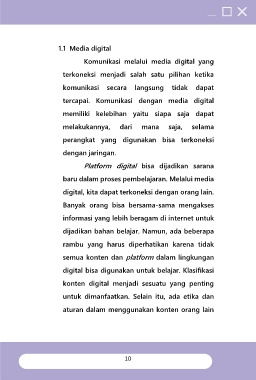 1.1 Media digital
Komunikasi melalui media digital yang
terkoneksi menjadi salah satu pilihan ketika
komunikasi secara langsung tidak dapat
tercapai. Komunikasi dengan media digital
memiliki kelebihan yaitu siapa saja dapat
melakukannya, dari mana saja, selama
perangkat yang digunakan bisa terkoneksi
dengan jaringan.
Platform digital bisa dijadikan sarana
baru dalam proses pembelajaran. Melalui media
digital, kita dapat terkoneksi dengan orang lain.
Banyak orang bisa bersama-sama mengakses
informasi yang lebih beragam di internet untuk
dijadikan bahan belajar. Namun, ada beberapa
rambu yang harus diperhatikan karena tidak
semua konten dan platform dalam lingkungan
digital bisa digunakan untuk belajar. Klasifikasi
konten digital menjadi sesuatu yang penting
untuk dimanfaatkan. Selain itu, ada etika dan
aturan dalam menggunakan konten orang lain
10